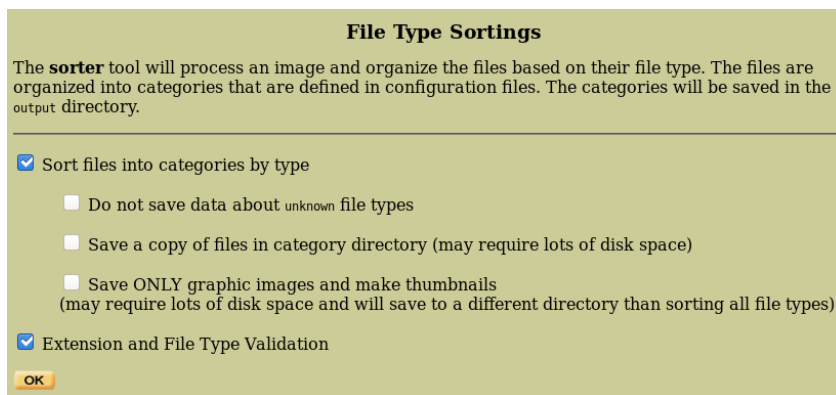 File Type Sortings
The sorter tool will process an image and organize the files based on their file type. The files are
organized into categories that are defined in configuration files. The categories will be saved in the
output directory.
Sort files into categories by type
Do not save data about unknown file types
Save a copy of files in category directory (may require lots of disk space)
Save ONLY graphic images and make thumbnails
(may require lots of disk space and will save to a different directory than sorting all file types)
Extension and File Type Validation
OK